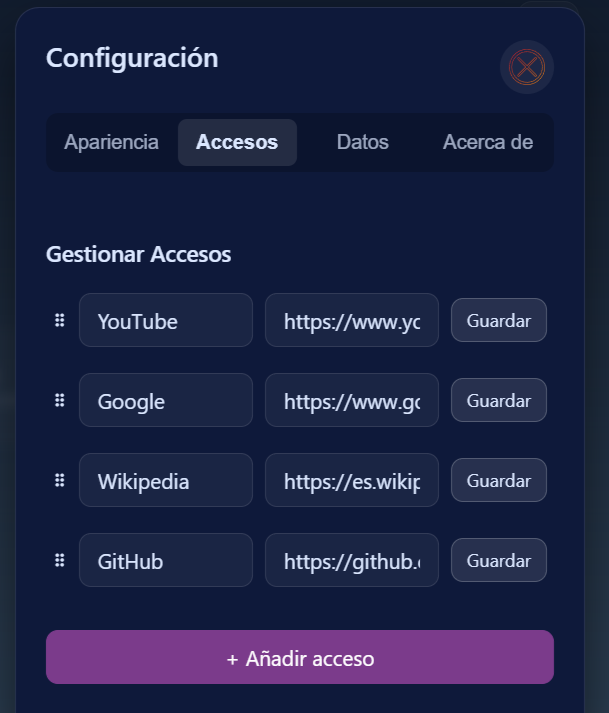 Configuración
Apariencia Accesos Datos Acerca de
Gestionar Accesos
YouTube https://www.yo Guardar
Google https://www.go Guardar
Wikipedia https://es.wikip Guardar
GitHub https://github. Guardar
+ Añadir acceso